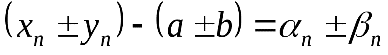 (xₙ ±yₙ) - (a ±b) =αₙ ±βₙ